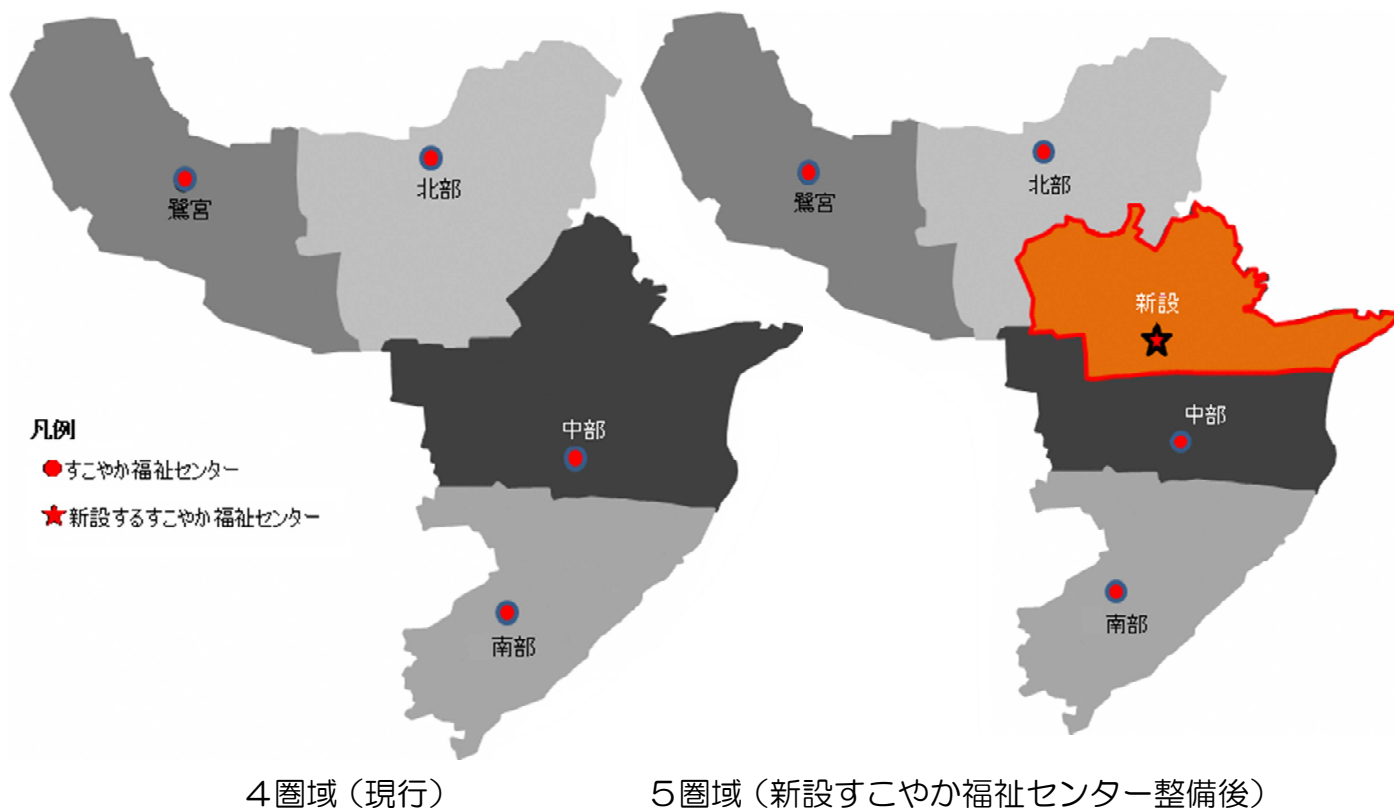 鷺宮
北部
中部
南部
凡例
すこやか福祉センター
新設するすこやか福祉センター
4圏域(現行)
鷺宮
北部
新設
中部
南部
5圏域(新設すこやか福祉センター整備後)